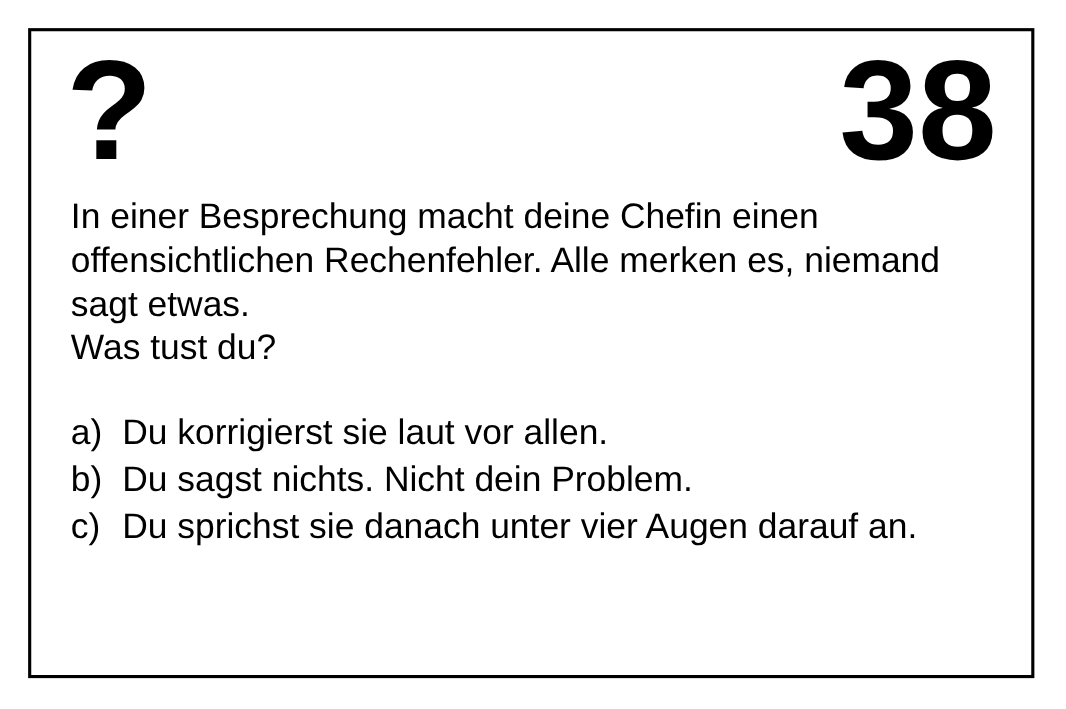 ? 38
In einer Besprechung macht deine Chefin einen
offensichtlichen Rechenfehler. Alle merken es, niemand
sagt etwas.
Was tust du?
a) Du korrigierst sie laut vor allen.
b) Du sagst nichts. Nicht dein Problem.
c) Du sprichst sie danach unter vier Augen darauf an.